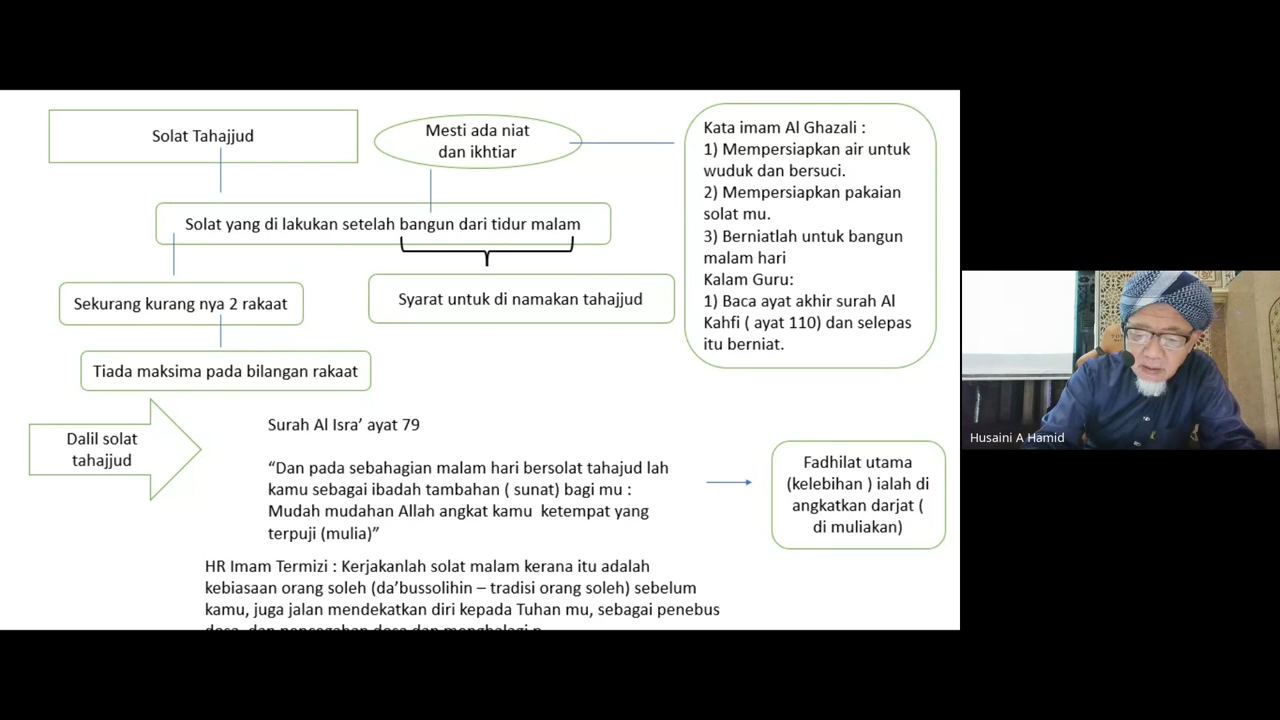 Solat Tahajjud
Mesti ada niat
dan ikhtiar
Solat yang di lakukan setelah bangun dari tidur malam
Sekurang kurang nya 2 rakaat
Syarat untuk di namakan tahajjud
Tiada maksima pada bilangan rakaat
Kata imam Al Ghazali :
1) Mempersiapkan air untuk
wuduk dan bersuci.
2) Mempersiapkan pakaian
solat mu.
3) Berniatlah untuk bangun
malam hari
Kalam Guru:
1) Baca ayat akhir surah Al
Kahfi ( ayat 110) dan selepas
itu berniat.
Dalil solat
tahajjud
Surah Al Isra’ ayat 79
“Dan pada sebahagian malam hari bersolat tahajud lah
kamu sebagai ibadah tambahan ( sunat) bagi mu :
Mudah mudahan Allah angkat kamu  ketempat yang
terpuji (mulia)”
Fadhilat utama
(kelebihan ) ialah di
angkatkan darjat (
di muliakan)
HR Imam Termizi : Kerjakanlah solat malam kerana itu adalah
kebiasaan orang soleh (da’bussolihin – tradisi orang soleh) sebelum
kamu, juga jalan mendekatkan diri kepada Tuhan mu, sebagai penebus
dosa, dan pencegahan dosa dan menghalagi
Husaini A Hamid